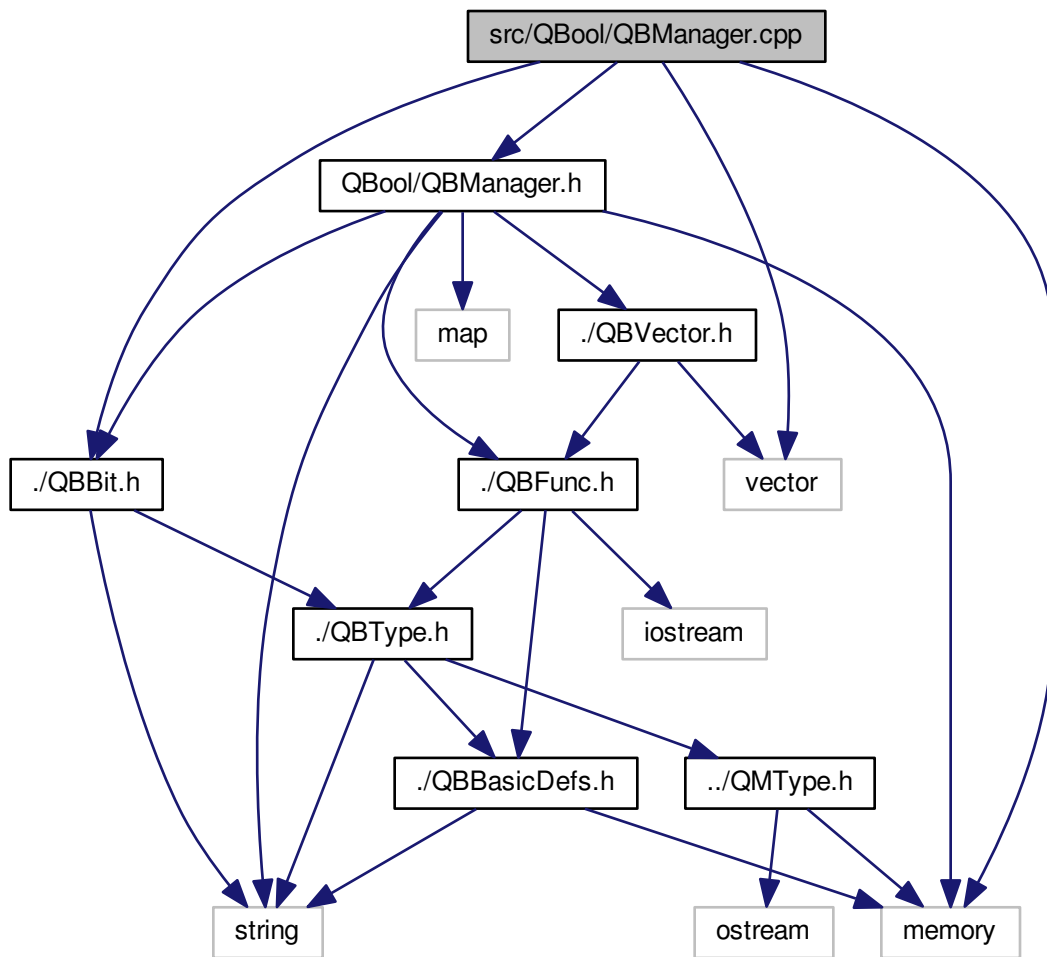 src/QBool/QBManager.cpp
QBool/QBManager.h
map
./QBVector.h
./QBBit.h
./QBFunc.h
vector
./QBType.h
iostream
./QBBasicDefs.h
../QMType.h
string
ostream
memory